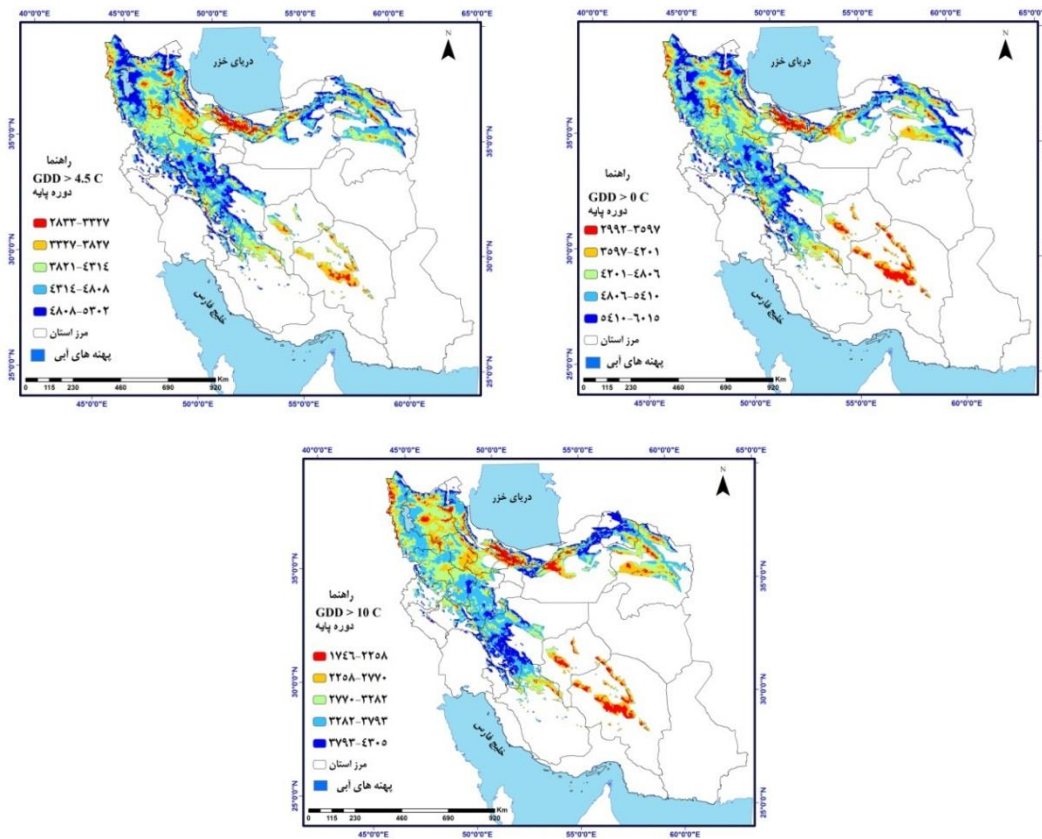 40°0'0"E 45°0'0"E 50°0'0"E 55°0'0"E 60°0'0"E 65°0'0"E
N
دریای خزر
35°0'0"N
30°0'0"N
25°0'0"N
راهنما
GDD > 4.5 C
دوره پایه
۲۸۳۳-۳۳۲۷
۳۳۲۷-۳۸۲۷
۳۸۲۱-۴۳۱۴
۴۳۱۴-۴۸۰۸
۴۸۰۸-۵۳۰۲
مرز استان
پهنه های آبی
خلیج فارس
Km
0 115 230 460 690 920
45°0'0"E 50°0'0"E 55°0'0"E 60°0'0"E
40°0'0"E 45°0'0"E 50°0'0"E 55°0'0"E 60°0'0"E 65°0'0"E
N
دریای خزر
35°0'0"N
30°0'0"N
25°0'0"N
راهنما
GDD > 0 C
دوره پایه
۲۹۹۲-۳۵۹۷
۳۵۹۷-۴۲۰۱
۴۲۰۱-۴۸۰۶
۴۸۰۶-۵۴۱۰
۵۴۱۰-۶۰۱۵
مرز استان
پهنه های آبی
خلیج فارس
Km
0 115 230 460 690 920
45°0'0"E 50°0'0"E 55°0'0"E 60°0'0"E
40°0'0"E 45°0'0"E 50°0'0"E 55°0'0"E 60°0'0"E 65°0'0"E
N
دریای خزر
35°0'0"N
30°0'0"N
25°0'0"N
راهنما
GDD > 10 C
دوره پایه
۱۷۴۶-۲۲۵۸
۲۲۵۸-۲۷۷۰
۲۷۷۰-۳۲۸۲
۳۲۸۲-۳۷۹۳
۳۷۹۳-۴۳۰۵
مرز استان
پهنه های آبی
خلیج فارس
Km
0 115 230 460 690 920
45°0'0"E 50°0'0"E 55°0'0"E 60°0'0"E